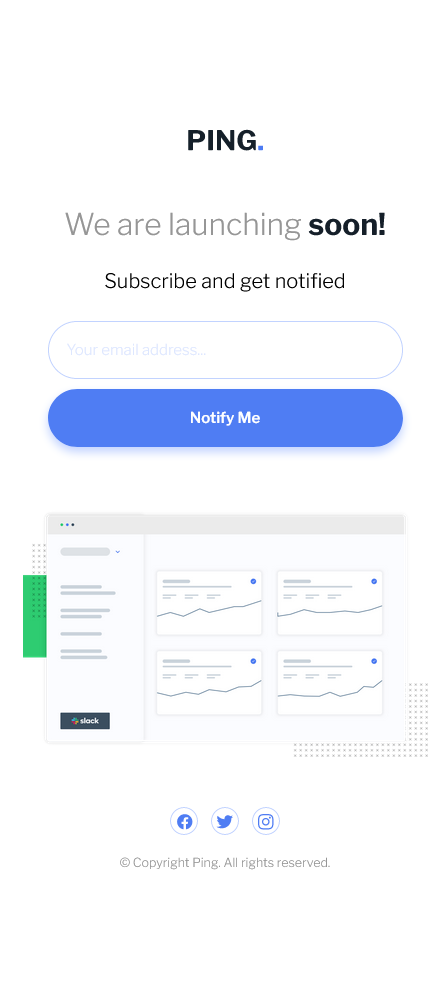 PING.
We are launching soon!
Subscribe and get notified
Your email address...
Notify Me
slack
© Copyright Ping. All rights reserved.